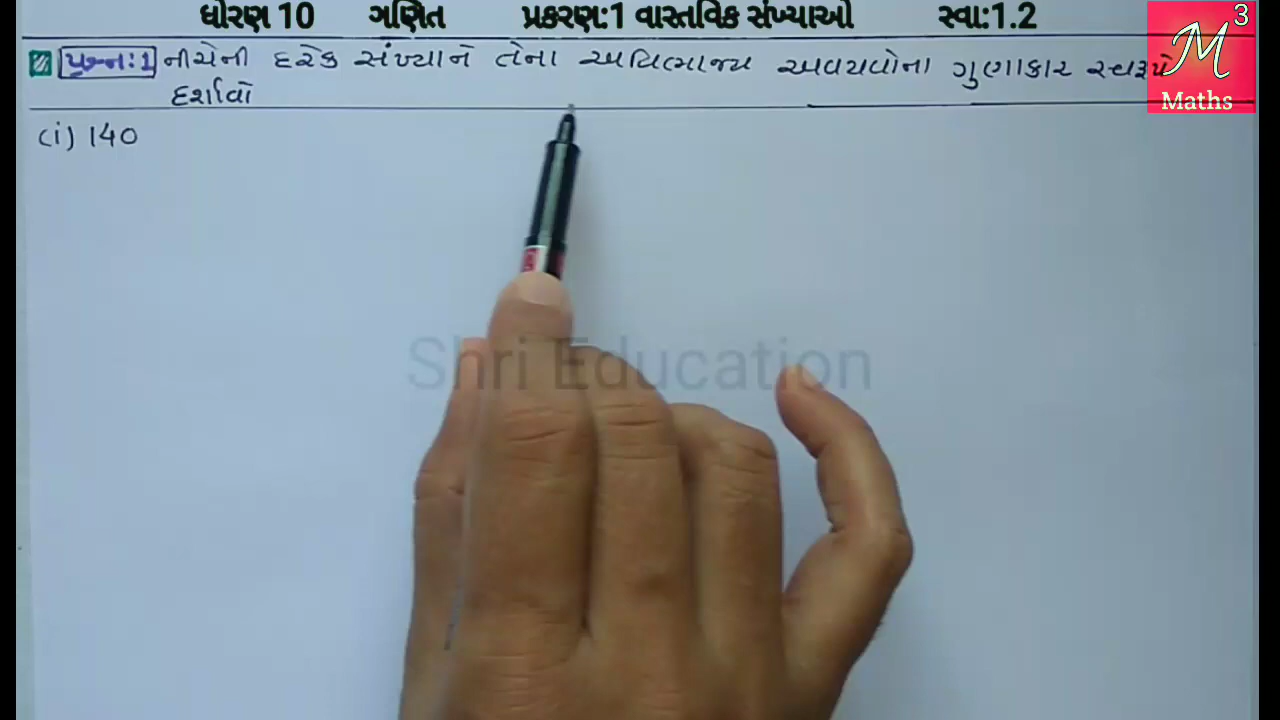 ધોરણ 10 ગણિત પ્રકરણ:1 વાસ્તવિક સંખ્યાઓ સ્વા:1.2
3
M
Maths
પ્રશ્ન:1 નીચેની દરેક સંખ્યાને તેના અવિભાજ્ય અવયવોના ગુણાકાર સ્વરૂપે
દર્શાવો
(i) 140
Shri Education